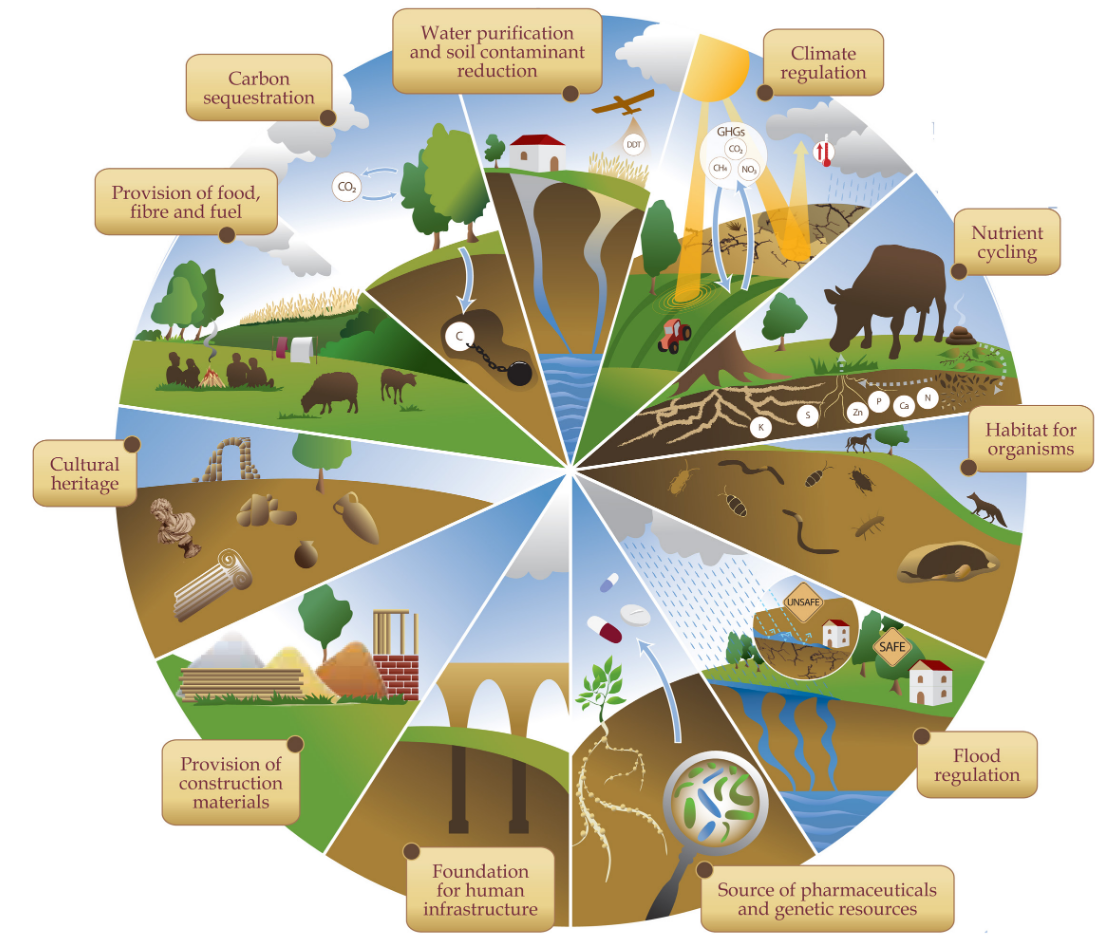 Water purification
and soil contaminant
reduction
Climate
regulation
Carbon
sequestration
Provision of food,
fibre and fuel
Nutrient
cycling
Cultural
heritage
Habitat for
organisms
Provision of
construction
materials
Flood
regulation
Foundation
for human
infrastructure
Source of pharmaceuticals
and genetic resources
DDT
GHGs
CO₂
CH₄
NO₃
CO₂
C
K
S
Zn
P
Ca
N
UNSAFE
SAFE